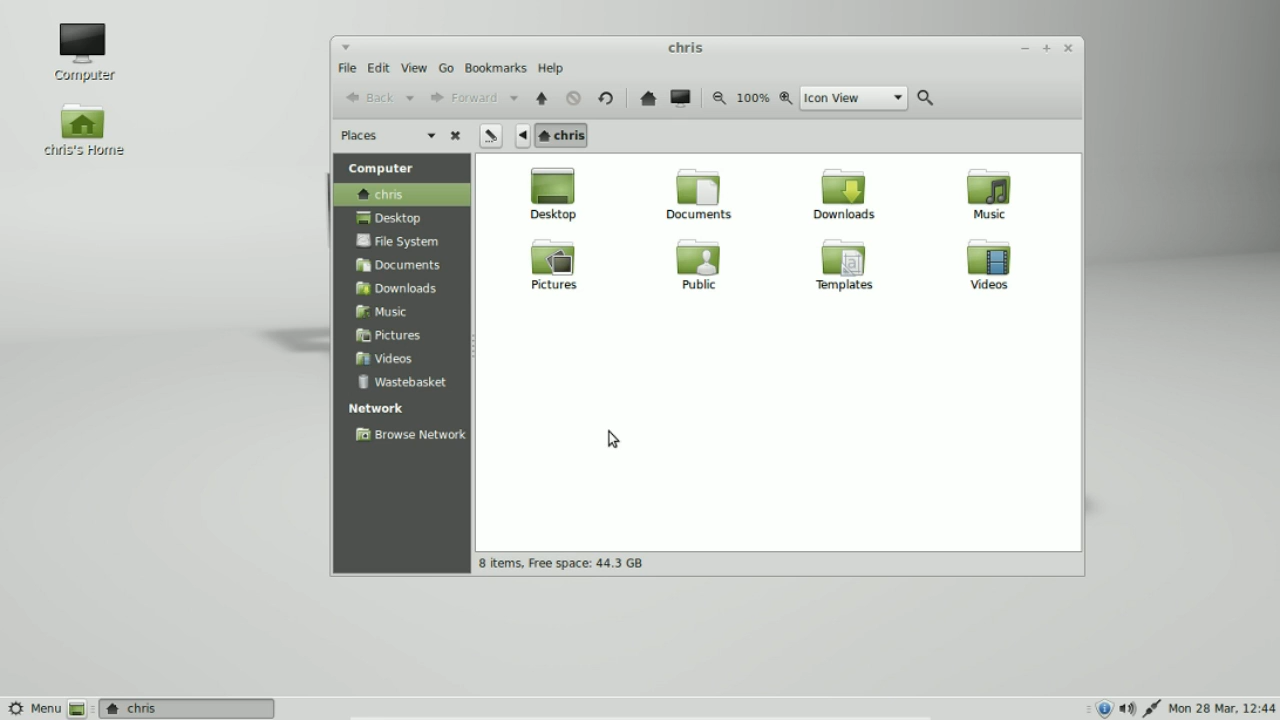 Computer
chris's Home
chris
File Edit View Go Bookmarks Help
Back Forward 100% Icon View
Places chris
Computer
chris
Desktop
File System
Documents
Downloads
Music
Pictures
Videos
Wastebasket
Network
Browse Network
Desktop Documents Downloads Music
Pictures Public Templates Videos
8 items, Free space: 44.3 GB
Menu chris Mon 28 Mar, 12:44